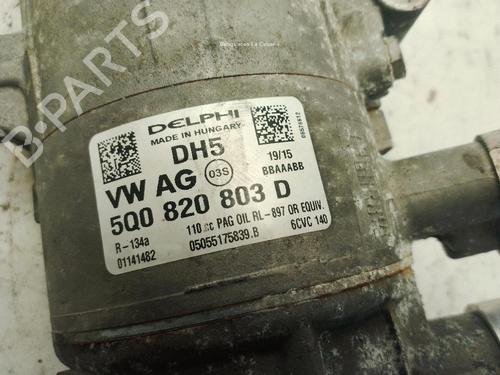 B-PARTS
DELPHI
MADE IN HUNGARY
DH5
19/15
VW AG
03S
BBAAABB
5Q0 820 803 D
110 cc PAG OIL RL-897 OR EQUIV.
R-134a
6CVC 140
01141482
05055175839.B